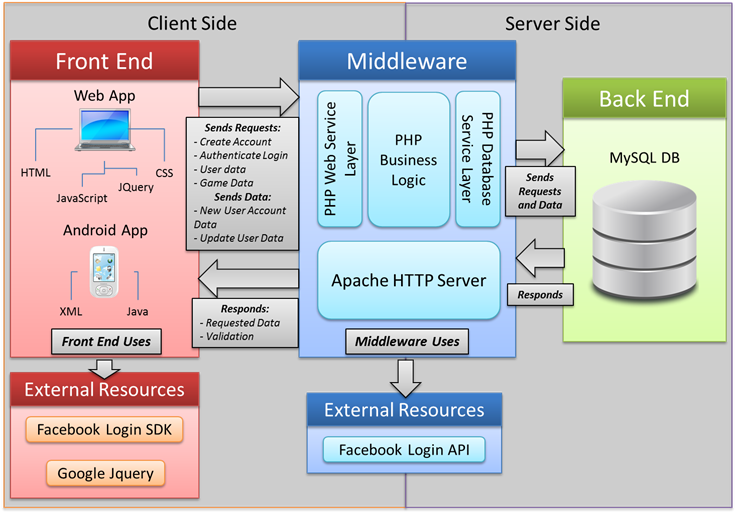 Client Side
Server Side
Front End
Web App
HTML
JavaScript
JQuery
CSS
Android App
XML
Java
Front End Uses
Sends Requests:
- Create Account
- Authenticate Login
- User data
- Game Data
Sends Data:
- New User Account
Data
- Update User Data
Responds:
- Requested Data
- Validation
Middleware
PHP Web Service
Layer
PHP
Business
Logic
PHP Database
Service Layer
Apache HTTP Server
Middleware Uses
Sends
Requests
and Data
Responds
Back End
MySQL DB
External Resources
Facebook Login SDK
Google Jquery
External Resources
Facebook Login API